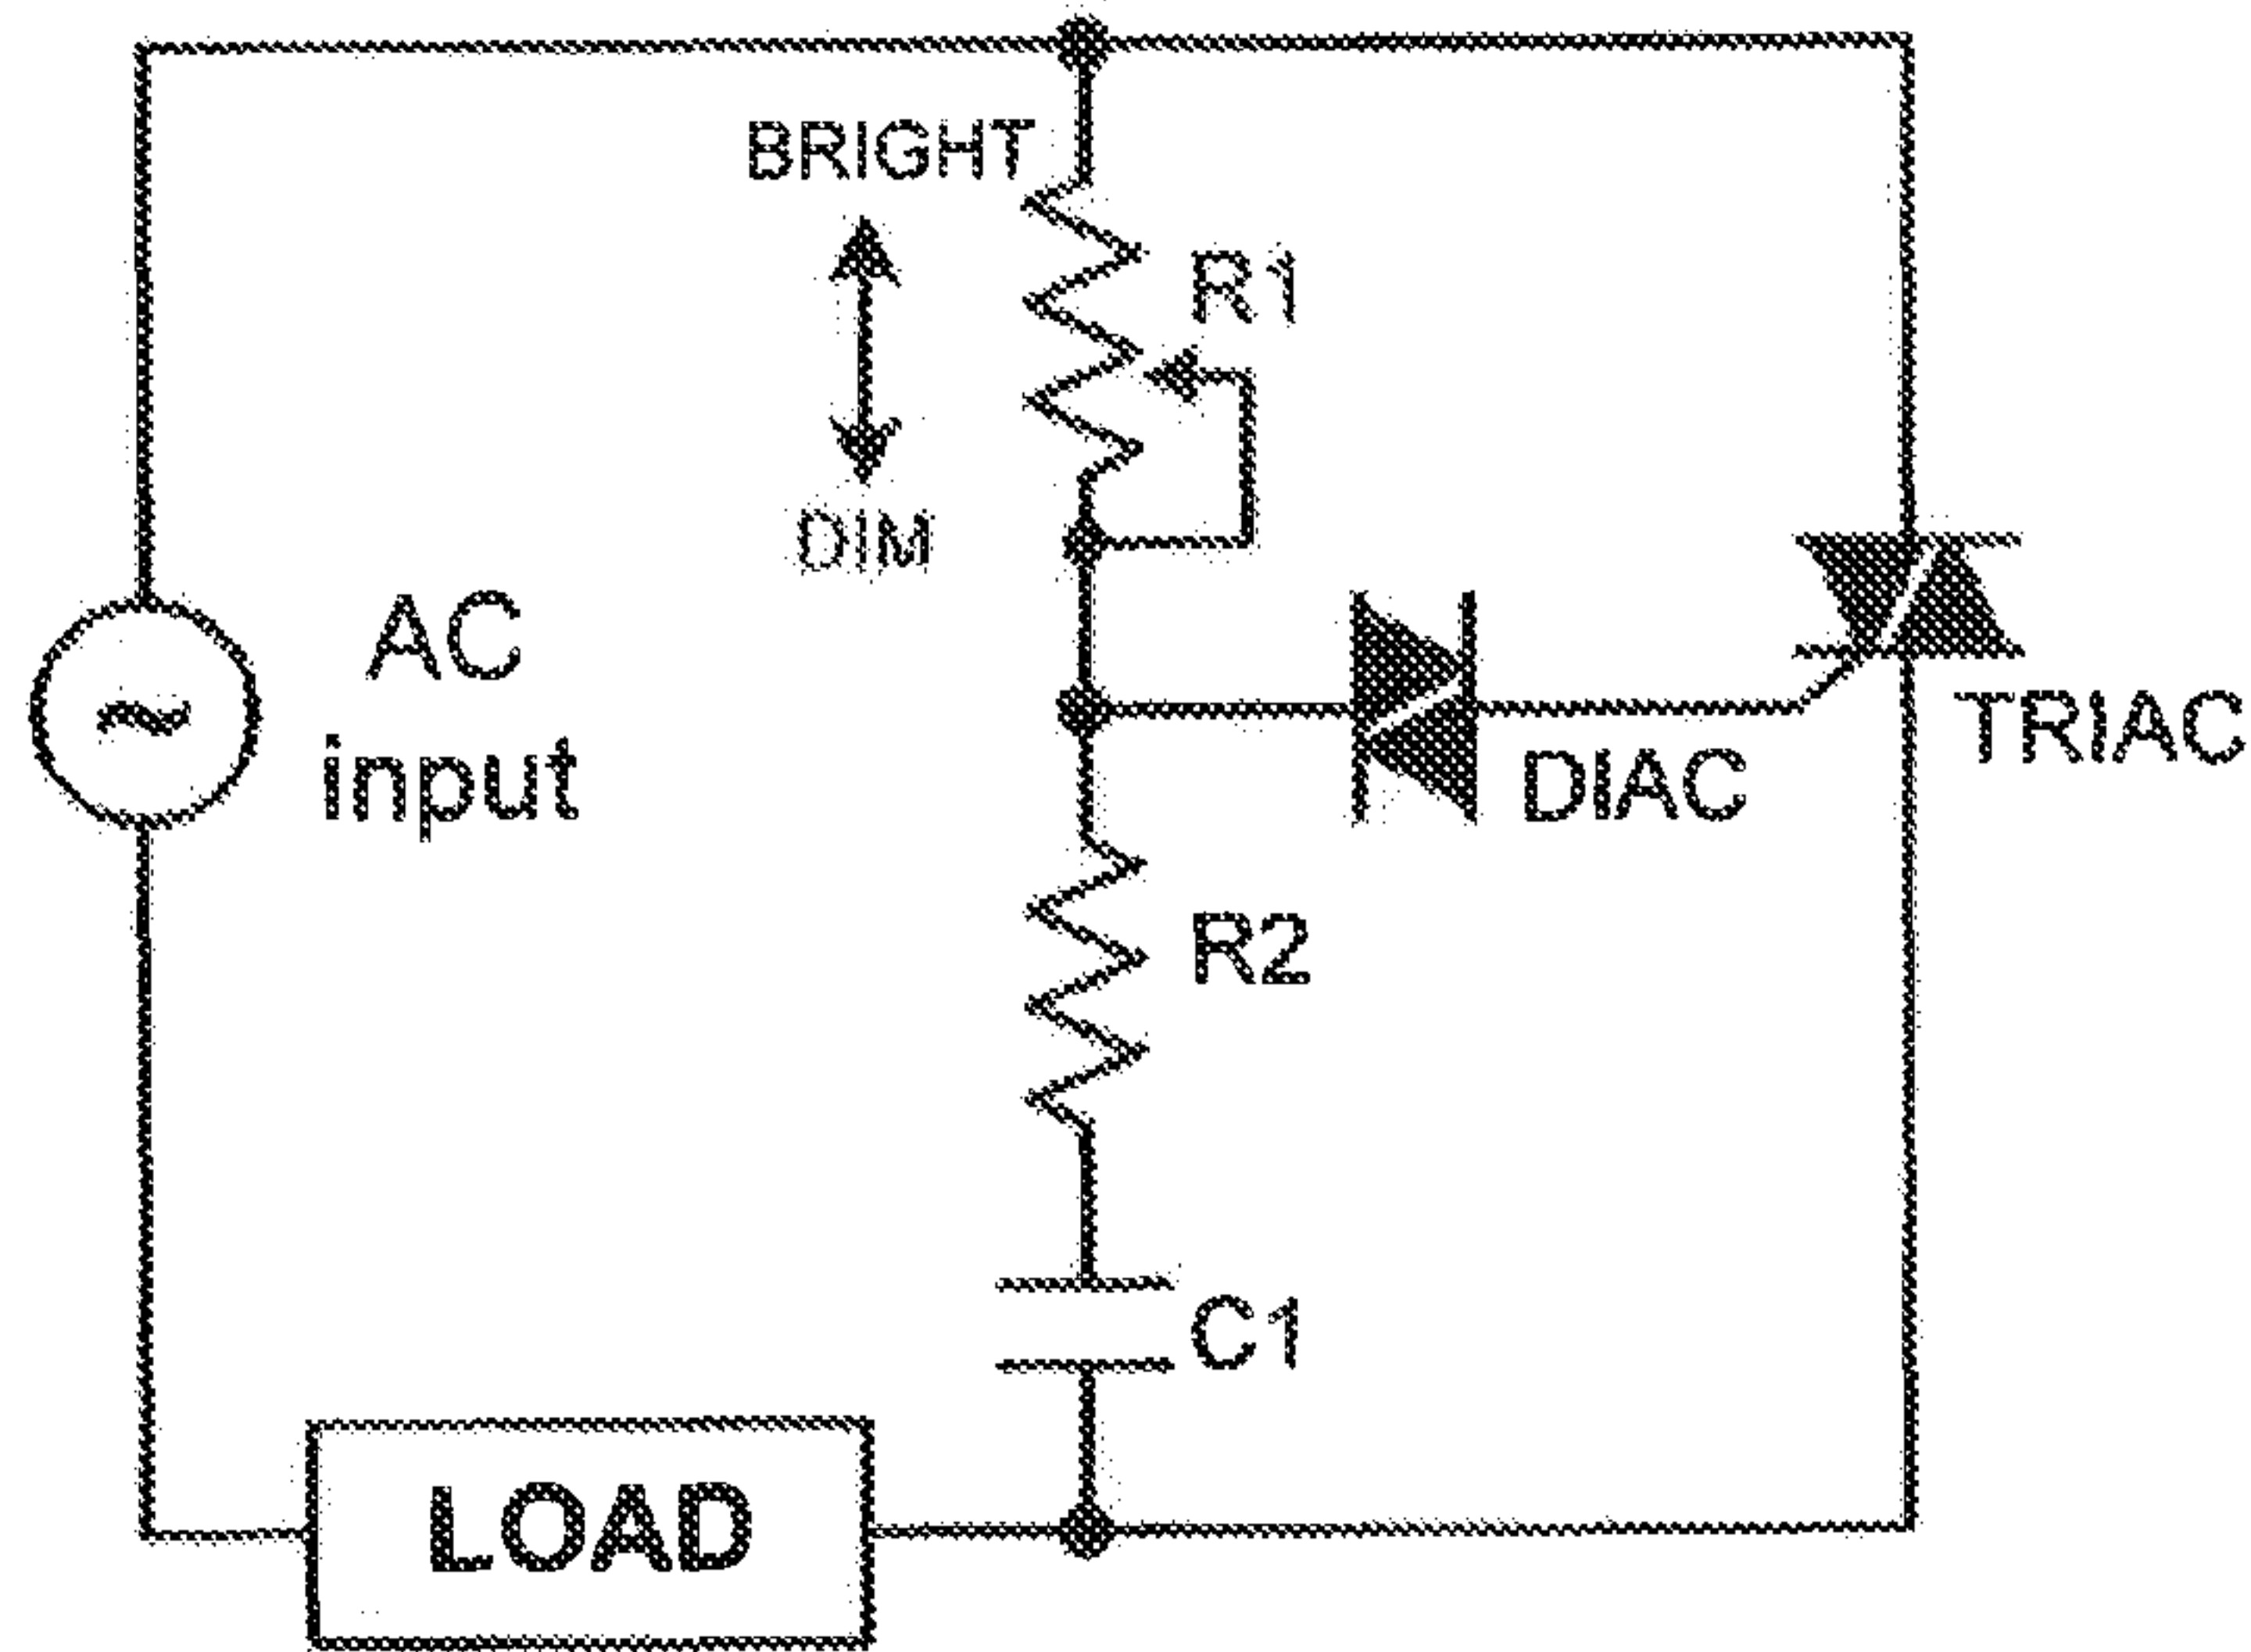 BRIGHT
R1
DIM
AC
input
~
TRIAC
DIAC
R2
C1
LOAD